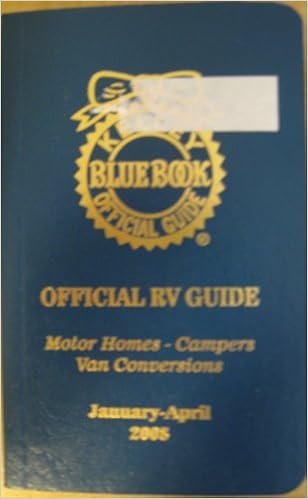 BLUE BOOK
OFFICIAL GUIDE
®
OFFICIAL RV GUIDE
Motor Homes - Campers
Van Conversions
January-April
2008